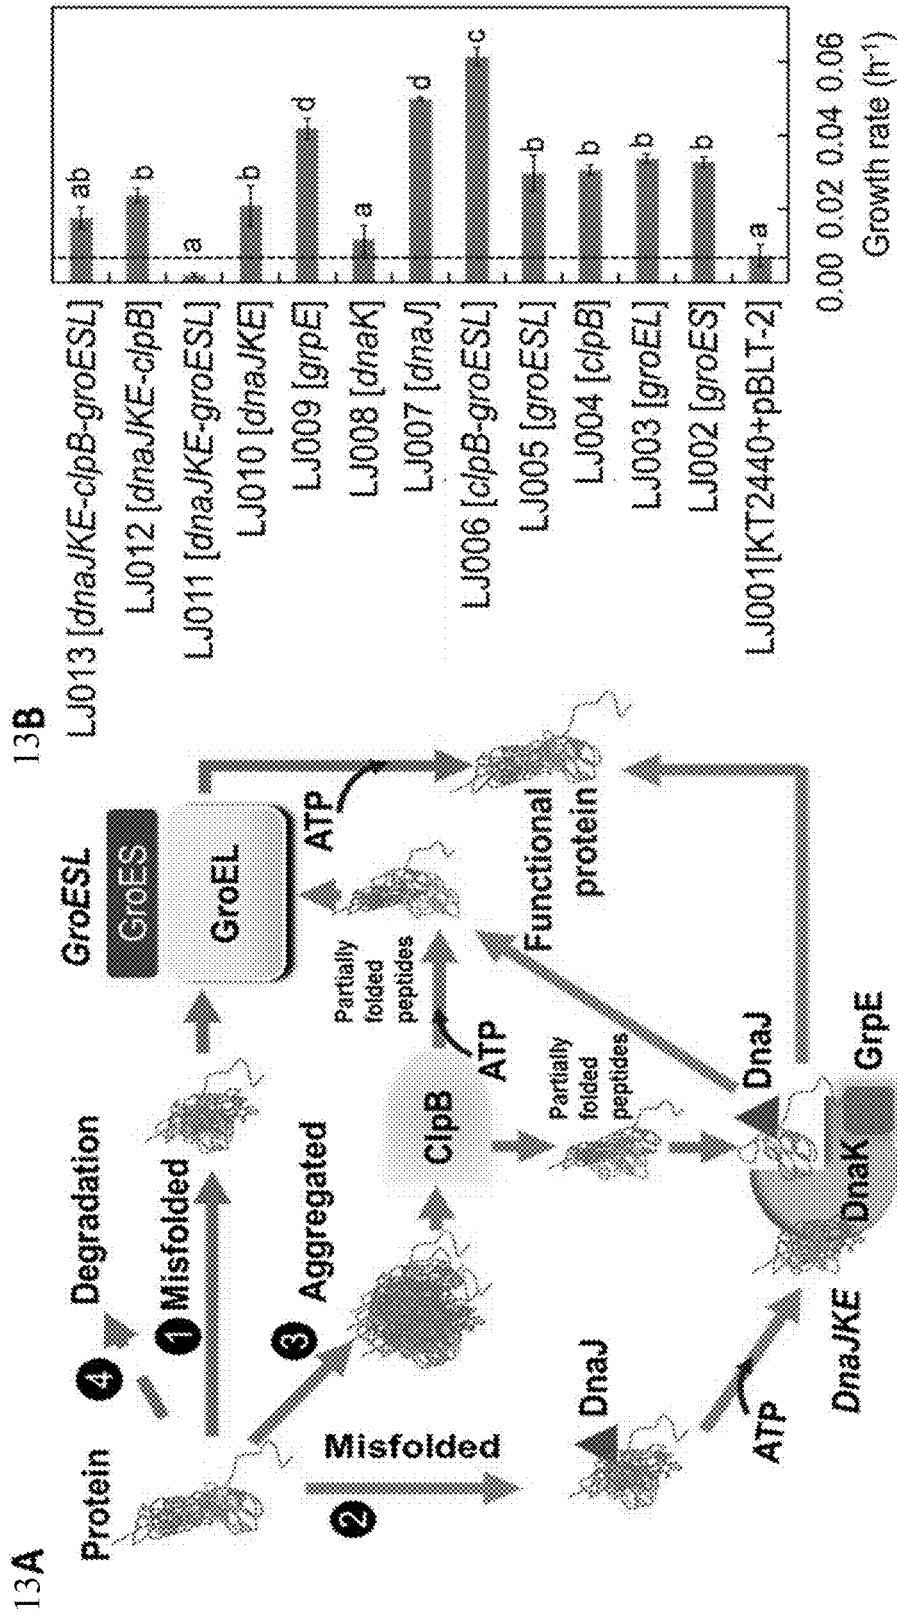 13A
Protein
4
Degradation
1
Misfolded
3
Aggregated
2
Misfolded
DnaJ
ATP
DnaJKE
DnaK
GrpE
DnaJ
ClpB
ATP
Partially
folded
peptides
Partially
folded
peptides
GroESL
GroES
GroEL
ATP
Functional
protein
13B
LJ013 [dnaJKE-clpB-groESL]
ab
LJ012 [dnaJKE-clpB]
b
LJ011 [dnaJKE-groESL]
a
LJ010 [dnaJKE]
b
LJ009 [grpE]
d
LJ008 [dnaK]
a
LJ007 [dnaJ]
d
LJ006 [clpB-groESL]
c
LJ005 [groESL]
b
LJ004 [clpB]
b
LJ003 [groEL]
b
LJ002 [groES]
b
LJ001[KT2440+pBLT-2]
a
0.00 0.02 0.04 0.06
Growth rate (h⁻¹)